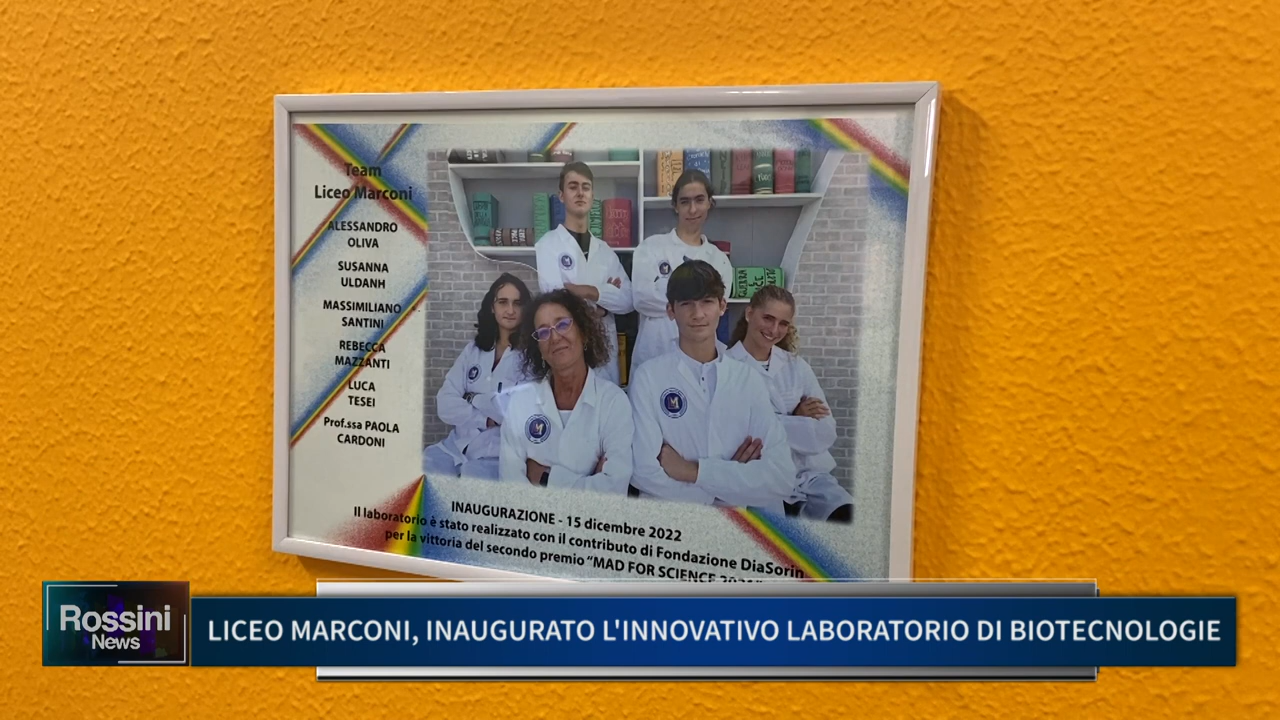 Team
Liceo Marconi
ALESSANDRO
OLIVA
SUSANNA
ULDANH
MASSIMILIANO
SANTINI
REBECCA
MAZZANTI
LUCA
TESEI
Prof.ssa PAOLA
CARDONI
INAUGURAZIONE - 15 dicembre 2022
Il laboratorio è stato realizzato con il contributo di Fondazione DiaSorin
per la vittoria del secondo premio "MAD FOR SCIENCE
Rossini
News
LICEO MARCONI, INAUGURATO L'INNOVATIVO LABORATORIO DI BIOTECNOLOGIE